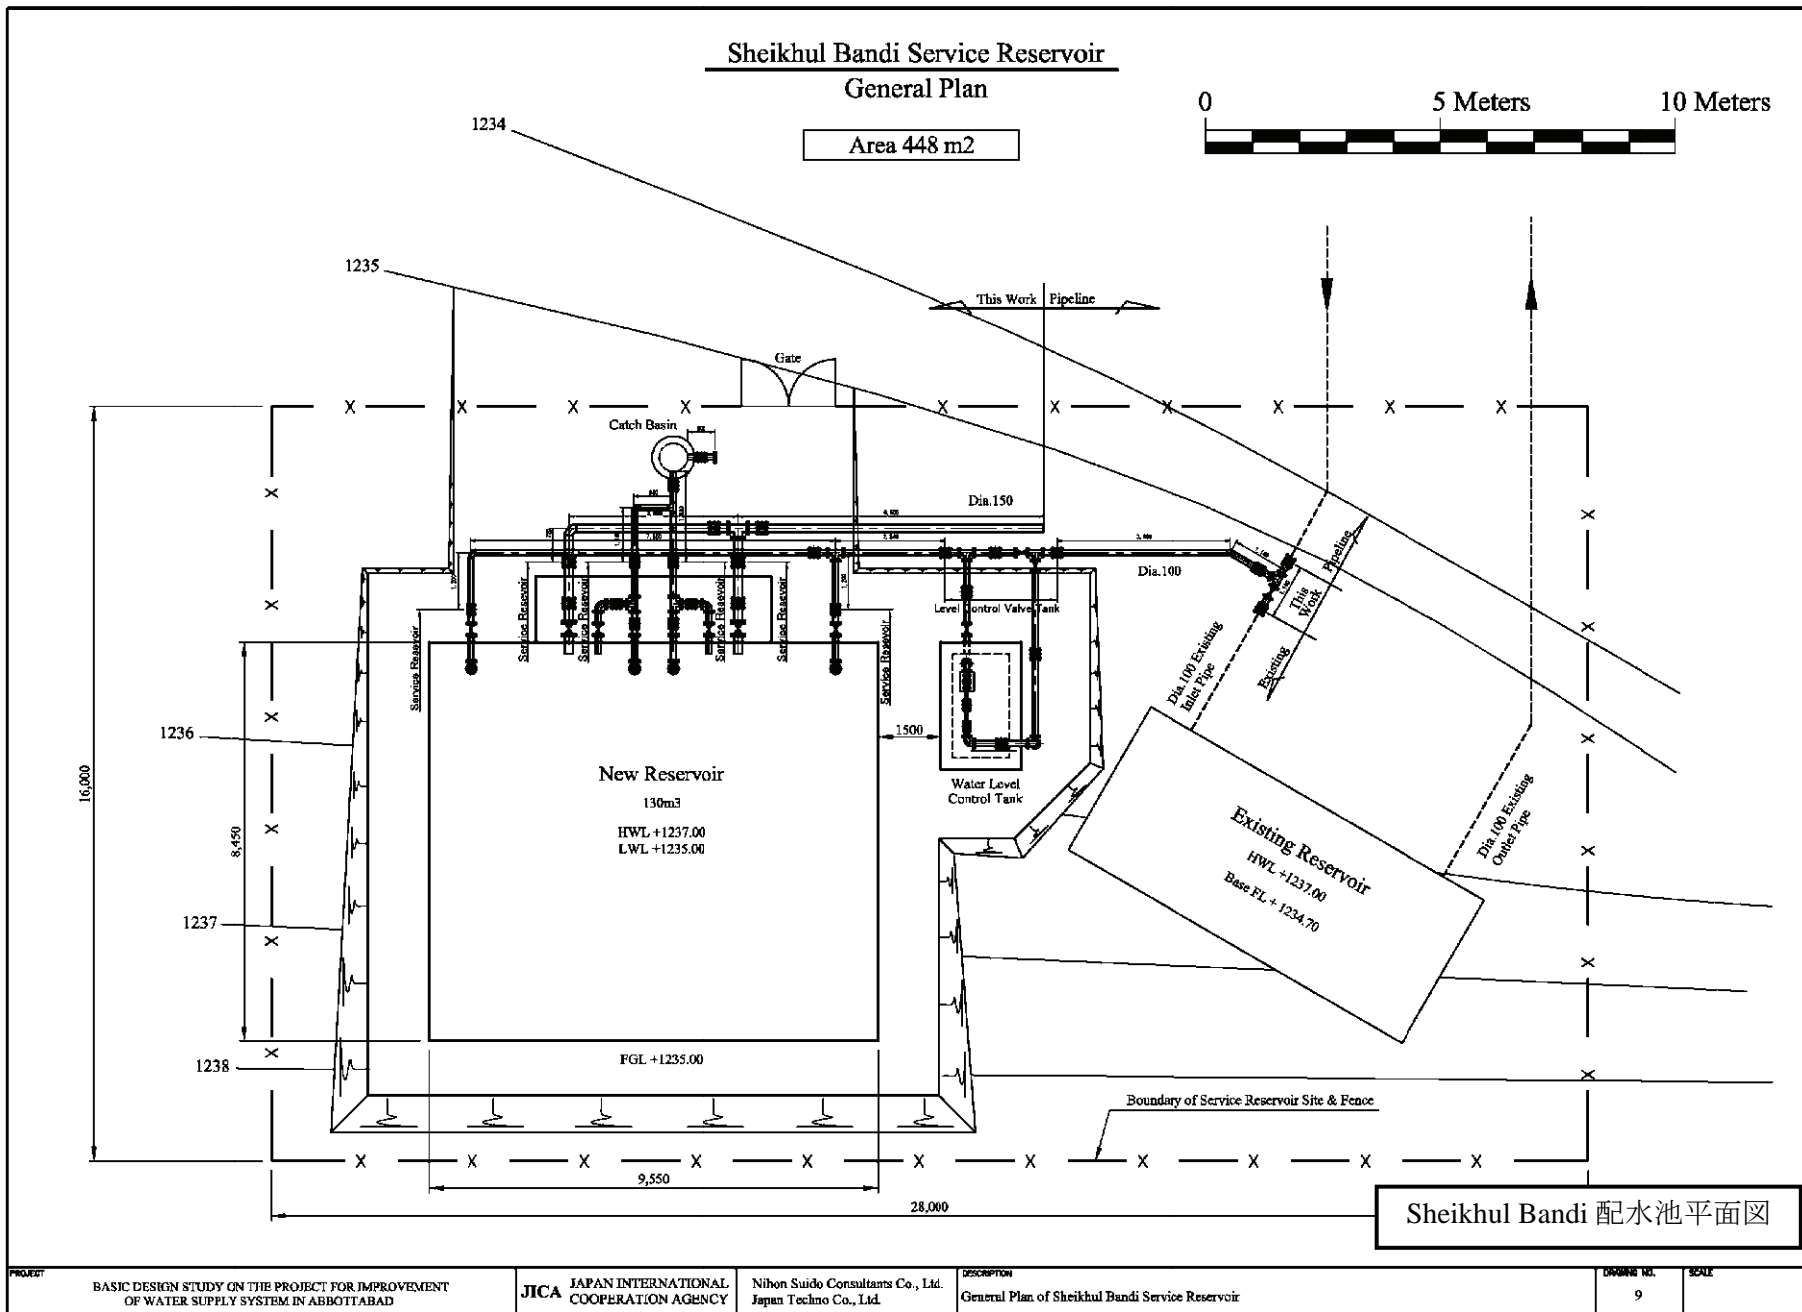 Sheikhul Bandi Service Reservoir
General Plan
Area 448 m2
0
5 Meters
10 Meters
1234
1235
This Work
Pipeline
Gate
Catch Basin
Dia.150
Dia.100
Level Control Valve Tank
Service Reservoir
Service Reservoir
Service Reservoir
Service Reservoir
Service Reservoir
Service Reservoir
Pipeline
This
Work
Existing
Dia.100 Existing
Inlet Pipe
Dia.100 Existing
Outlet Pipe
1236
1237
1238
16,000
8,450
1500
New Reservoir
130m3
HWL +1237.00
LWL +1235.00
Water Level
Control Tank
Existing Reservoir
HWL +1237.00
Base FL + 1234.70
FGL +1235.00
Boundary of Service Reservoir Site & Fence
9,550
28,000
Sheikhul Bandi 配水池平面図
PROJECT
BASIC DESIGN STUDY ON THE PROJECT FOR IMPROVEMENT
OF WATER SUPPLY SYSTEM IN ABBOTTABAD
JICA
JAPAN INTERNATIONAL
COOPERATION AGENCY
Nihon Suido Consultants Co., Ltd.
Japan Techno Co., Ltd.
DESCRIPTION
General Plan of Sheikhul Bandi Service Reservoir
DRAWING NO.
9
SCALE